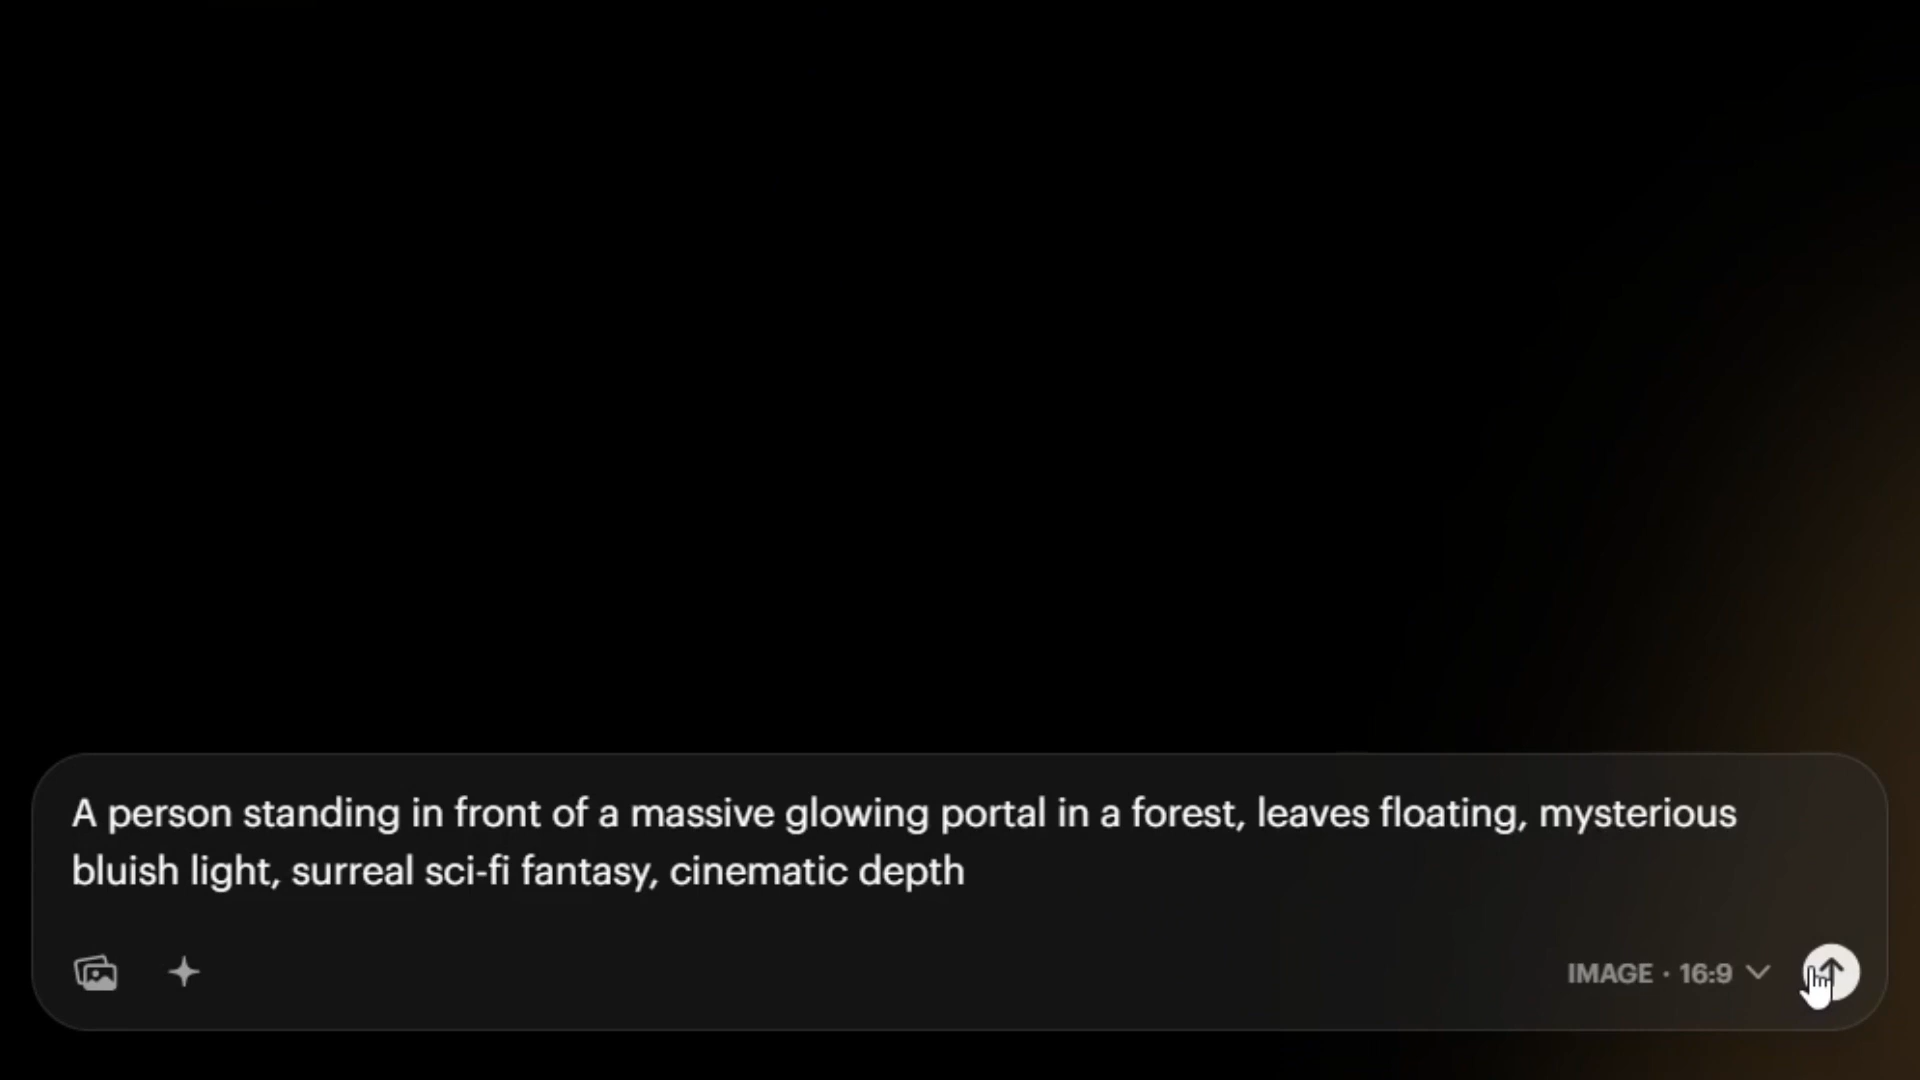 A person standing in front of a massive glowing portal in a forest, leaves floating, mysterious
bluish light, surreal sci-fi fantasy, cinematic depth
IMAGE · 16:9